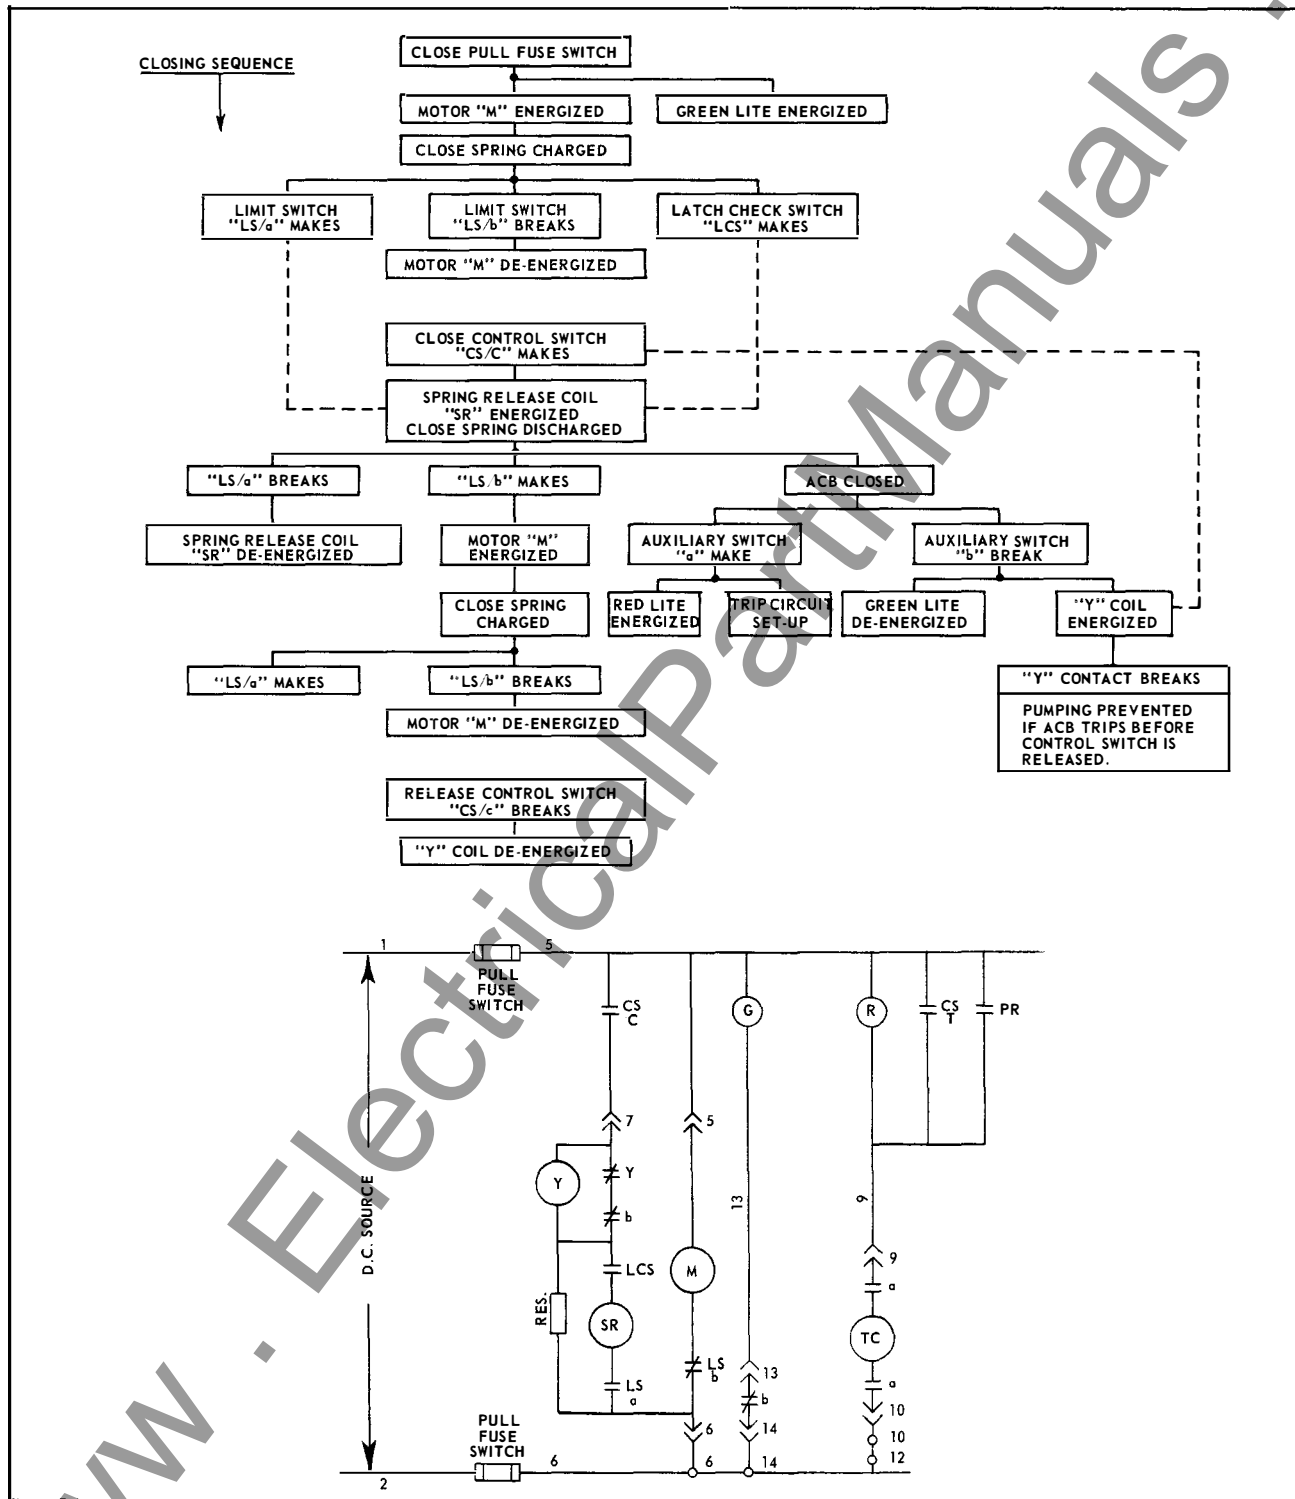 CLOSING SEQUENCE
CLOSE PULL FUSE SWITCH
MOTOR "M" ENERGIZED
GREEN LITE ENERGIZED
CLOSE SPRING CHARGED
LIMIT SWITCH
"LS/a" MAKES
LIMIT SWITCH
"LS/b" BREAKS
LATCH CHECK SWITCH
"LCS" MAKES
MOTOR "M" DE-ENERGIZED
CLOSE CONTROL SWITCH
"CS/C" MAKES
SPRING RELEASE COIL
"SR" ENERGIZED
CLOSE SPRING DISCHARGED
"LS/a" BREAKS
"LS/b" MAKES
ACB CLOSED
SPRING RELEASE COIL
"SR" DE-ENERGIZED
MOTOR "M"
ENERGIZED
AUXILIARY SWITCH
"a" MAKE
AUXILIARY SWITCH
"b" BREAK
CLOSE SPRING
CHARGED
RED LITE
ENERGIZED
TRIP CIRCUIT
SET-UP
GREEN LITE
DE-ENERGIZED
"Y" COIL
ENERGIZED
"LS/a" MAKES
"LS/b" BREAKS
"Y" CONTACT BREAKS
MOTOR "M" DE-ENERGIZED
PUMPING PREVENTED
IF ACB TRIPS BEFORE
CONTROL SWITCH IS
RELEASED.
RELEASE CONTROL SWITCH
"CS/c" BREAKS
"Y" COIL DE-ENERGIZED
1
5
PULL
FUSE
SWITCH
CS
C
G
R
CS
T
PR
7
5
Y
Y
b
13
9
D.C. SOURCE
LCS
M
9
a
RES.
SR
TC
LS
a
LS
b
13
b
a
10
6
14
10
PULL
FUSE
SWITCH
6
6
14
12
2
www . ElectricalPartManuals .